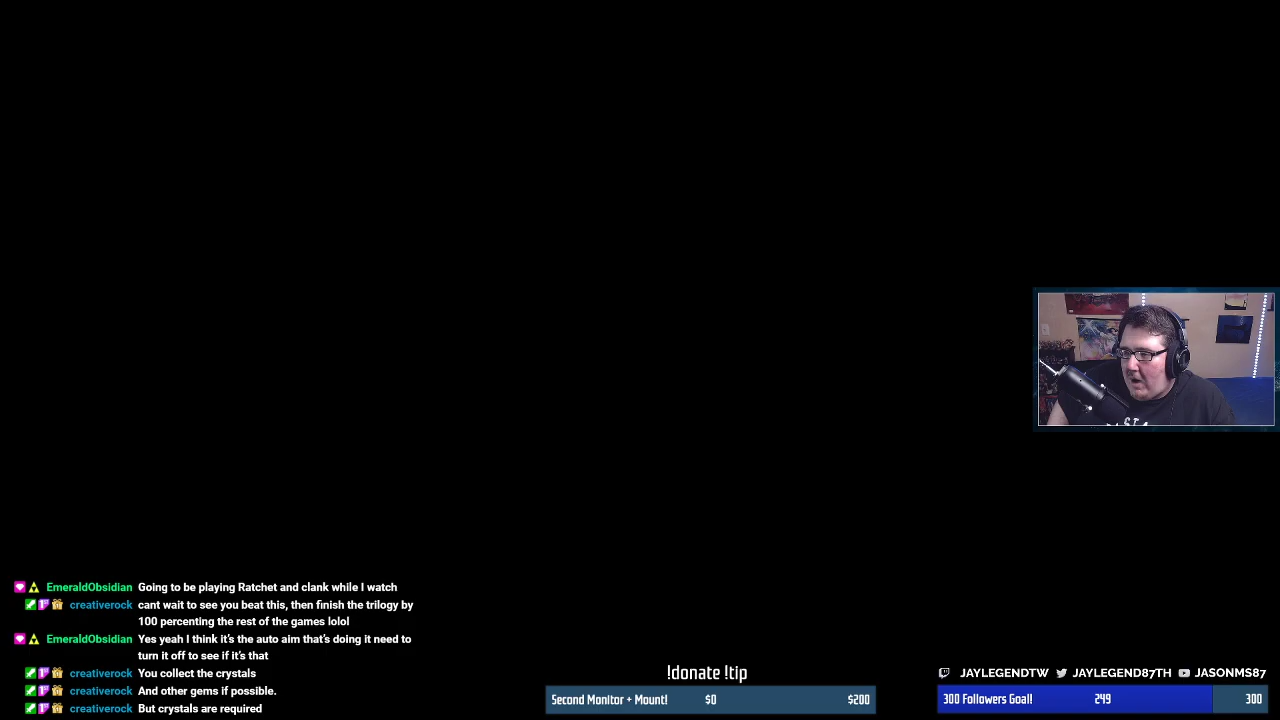 EmeraldObsidian Going to be playing Ratchet and clank while I watch
creativerock cant wait to see you beat this, then finish the trilogy by
100 percenting the rest of the games lolol
EmeraldObsidian Yes yeah I think it's the auto aim that's doing it need to
turn it off to see if it's that
creativerock You collect the crystals
creativerock And other gems if possible.
creativerock But crystals are required
!donate !tip
Second Monitor + Mount! $0 $200
JAYLEGENDTW JAYLEGEND87TH JASONMS87
300 Followers Goal! 249 300